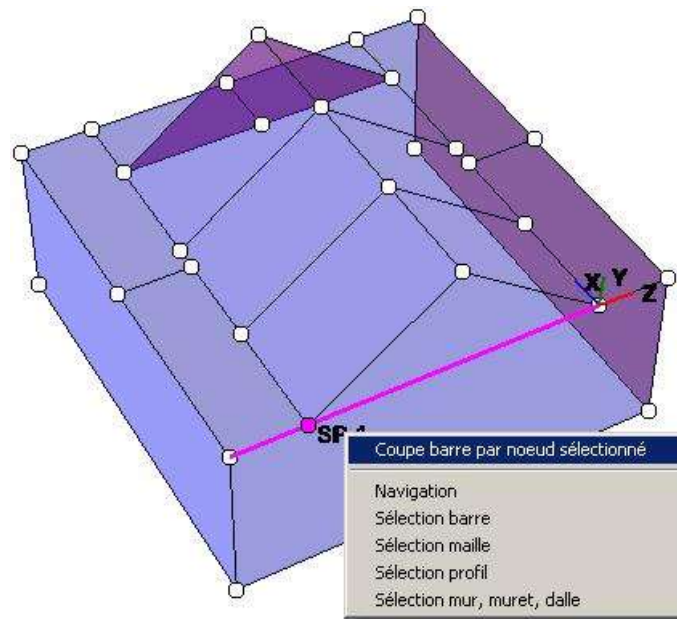 X Y
Z
Coupe barre par noeud sélectionné
Navigation
Sélection barre
Sélection maille
Sélection profil
Sélection mur, muret, dalle